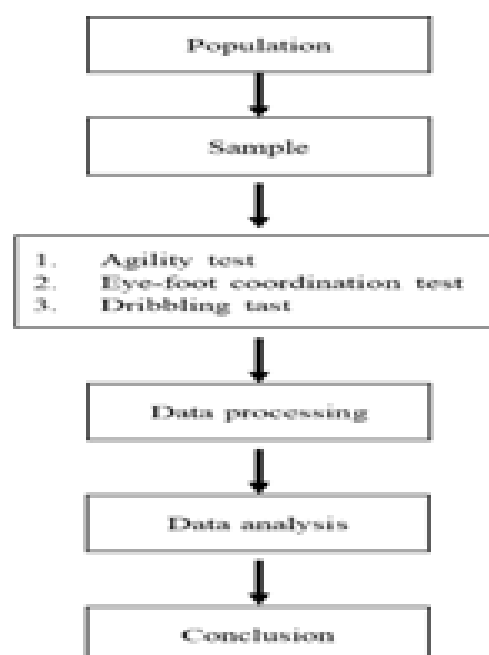 Population
Sample
1. Agility test
2. Eye-foot coordination test
3. Dribbling tast
Data processing
Data analysis
Conclusion